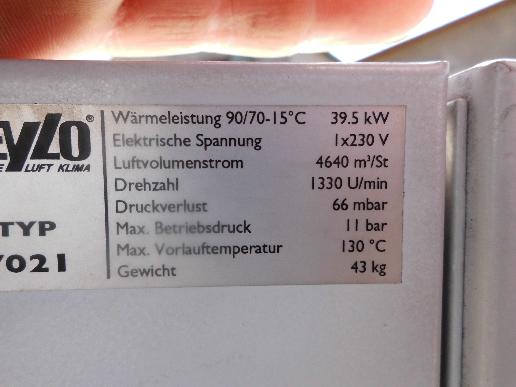 EYLO®
E LUFT KLIMA
TYP
7021
Wärmeleistung 90/70-15°C 39.5 kW
Elektrische Spannung 1x230 V
Luftvolumenstrom 4640 m³/St
Drehzahl 1330 U/min
Druckverlust 66 mbar
Max. Betriebsdruck 11 bar
Max. Vorlauftemperatur 130 °C
Gewicht 43 kg